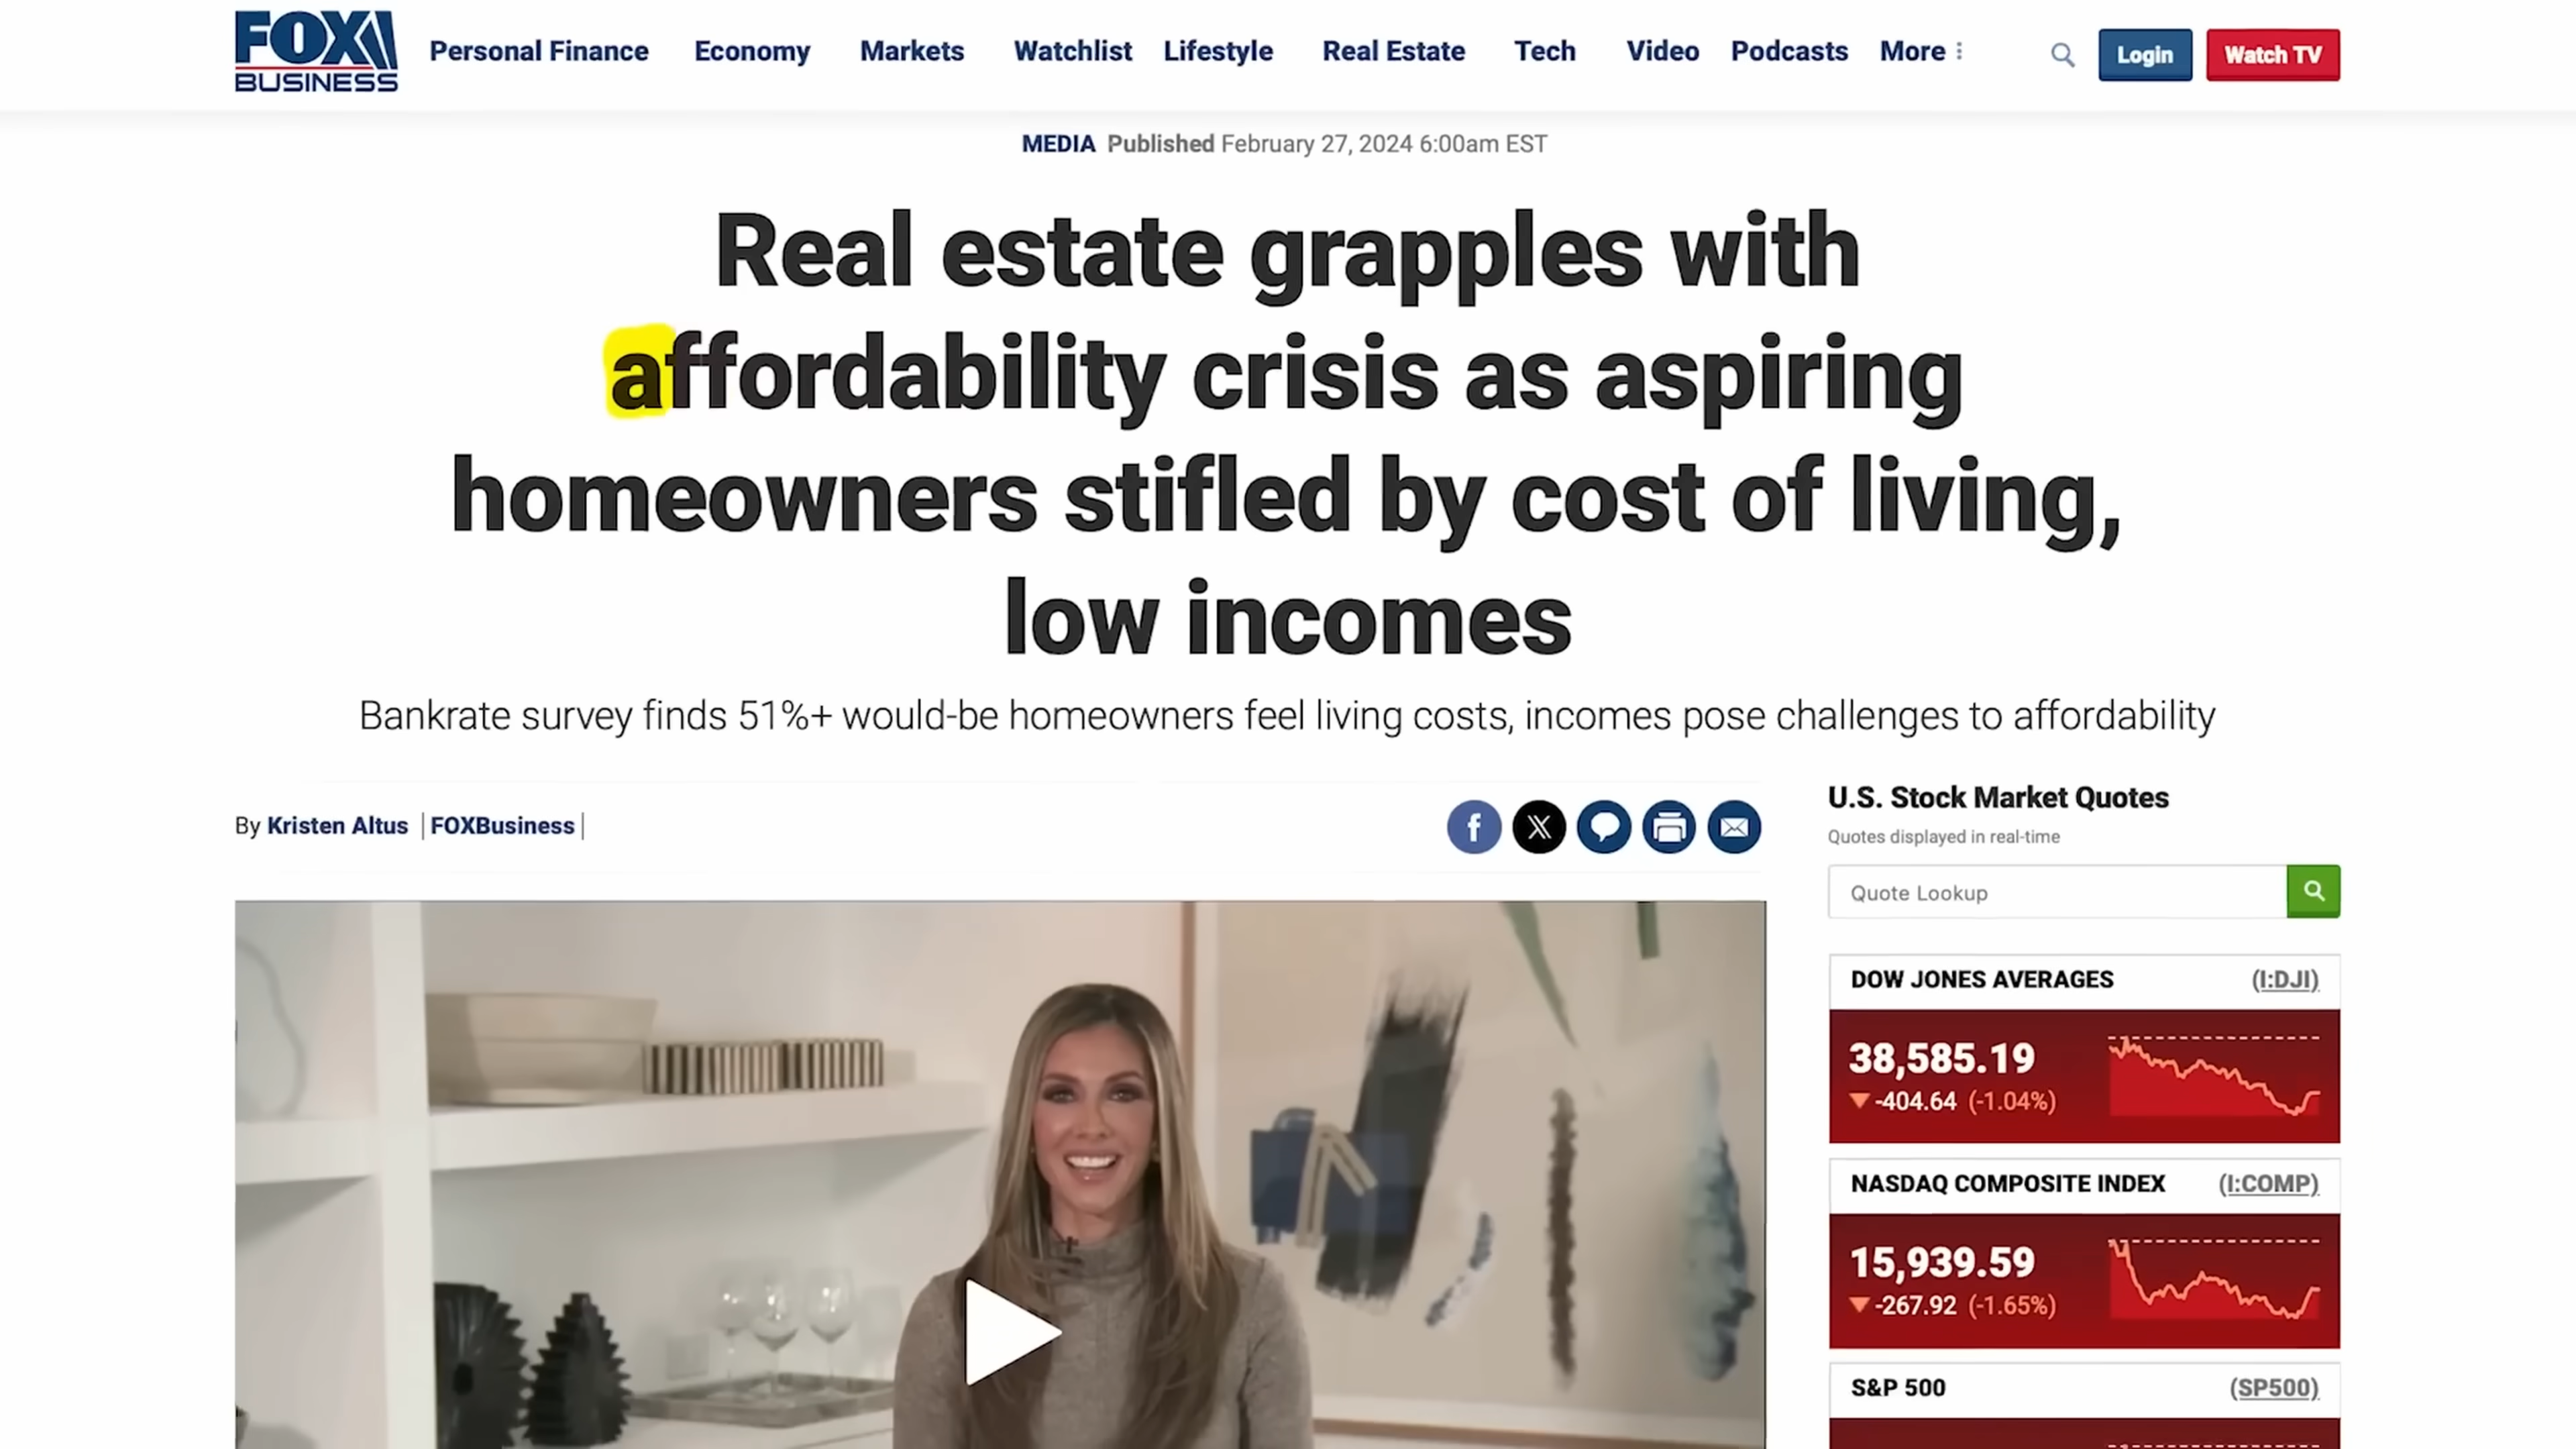 FOX BUSINESS
Personal Finance Economy Markets Watchlist Lifestyle Real Estate Tech Video Podcasts More Login Watch TV
MEDIA Published February 27, 2024 6:00am EST
Real estate grapples with
affordability crisis as aspiring
homeowners stifled by cost of living,
low incomes
Bankrate survey finds 51%+ would-be homeowners feel living costs, incomes pose challenges to affordability
By Kristen Altus | FOXBusiness |
U.S. Stock Market Quotes
Quotes displayed in real-time
Quote Lookup
DOW JONES AVERAGES (I:DJI)
38,585.19
-404.64 (-1.04%)
NASDAQ COMPOSITE INDEX (I:COMP)
15,939.59
-267.92 (-1.65%)
S&P 500 (SP500)